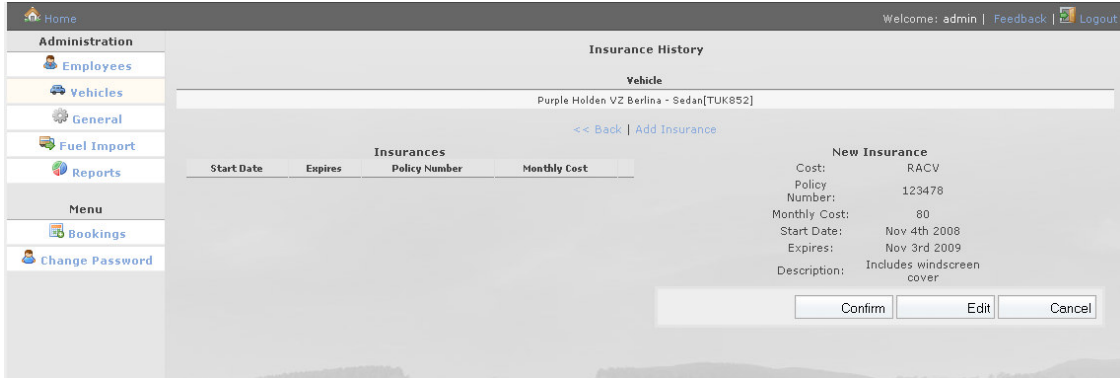 Home
Welcome: admin | Feedback | Logout
Administration
Employees
Vehicles
General
Fuel Import
Reports
Menu
Bookings
Change Password
Insurance History
Vehicle
Purple Holden VZ Berlina - Sedan[TUK852]
<< Back | Add Insurance
Insurances
Start Date Expires Policy Number Monthly Cost
New Insurance
Cost: RACV
Policy
Number: 123478
Monthly Cost: 80
Start Date: Nov 4th 2008
Expires: Nov 3rd 2009
Description: Includes windscreen
cover
Confirm Edit Cancel